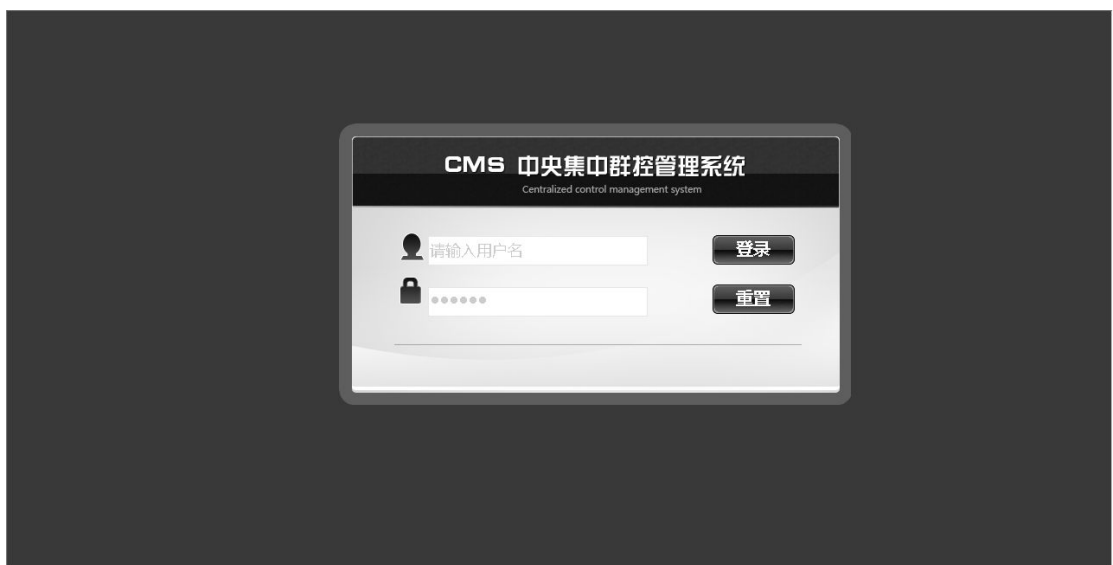 CMS 中央集中群控管理系统
Centralized control management system
请输入用户名
登录
●●●●●●
重置